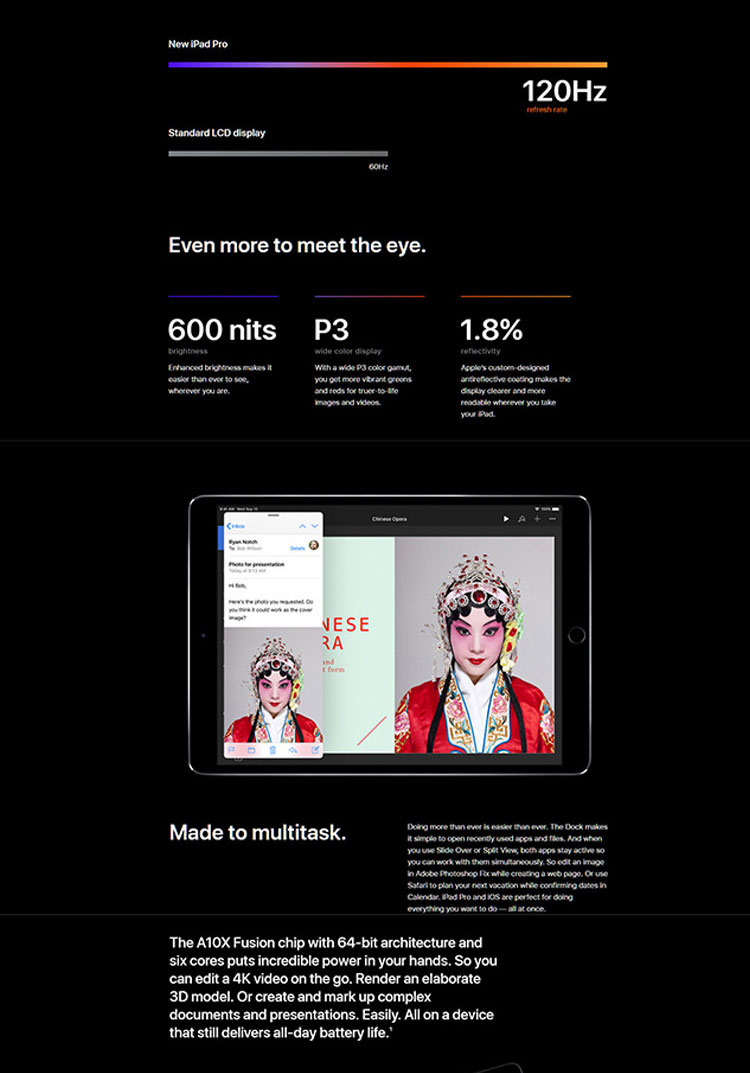 New iPad Pro
120Hz
refresh rate
Standard LCD display
60Hz
Even more to meet the eye.
600 nits
brightness
Enhanced brightness makes it
easier than ever to see,
wherever you are.
P3
wide color display
With a wide P3 color gamut,
you get more vibrant greens
and reds for truer-to-life
images and videos.
1.8%
reflectivity
Apple's custom-designed
antireflective coating makes the
display clearer and more
readable wherever you take
your iPad.
9:41 AM Wed Sep 12
100%
Chinese Opera
Inbox
Ryan Notch
To: Bob
Details
Photo for presentation
Today at 9:13 AM
Hi Bob,
Here's the photo you requested. Do
you think it could work as the cover
image?
NESE
RA
and
t form
Made to multitask.
Doing more than ever is easier than ever. The Dock makes
it simple to open recently used apps and files. And when
you use Slide Over or Split View, both apps stay active so
you can work with them simultaneously. So edit an image
in Adobe Photoshop Fix while creating a web page. Or use
Safari to plan your next vacation while confirming dates in
Calendar. iPad Pro and iOS are perfect for doing
everything you want to do — all at once.
The A10X Fusion chip with 64-bit architecture and
six cores puts incredible power in your hands. So you
can edit a 4K video on the go. Render an elaborate
3D model. Or create and mark up complex
documents and presentations. Easily. All on a device
that still delivers all-day battery life.¹